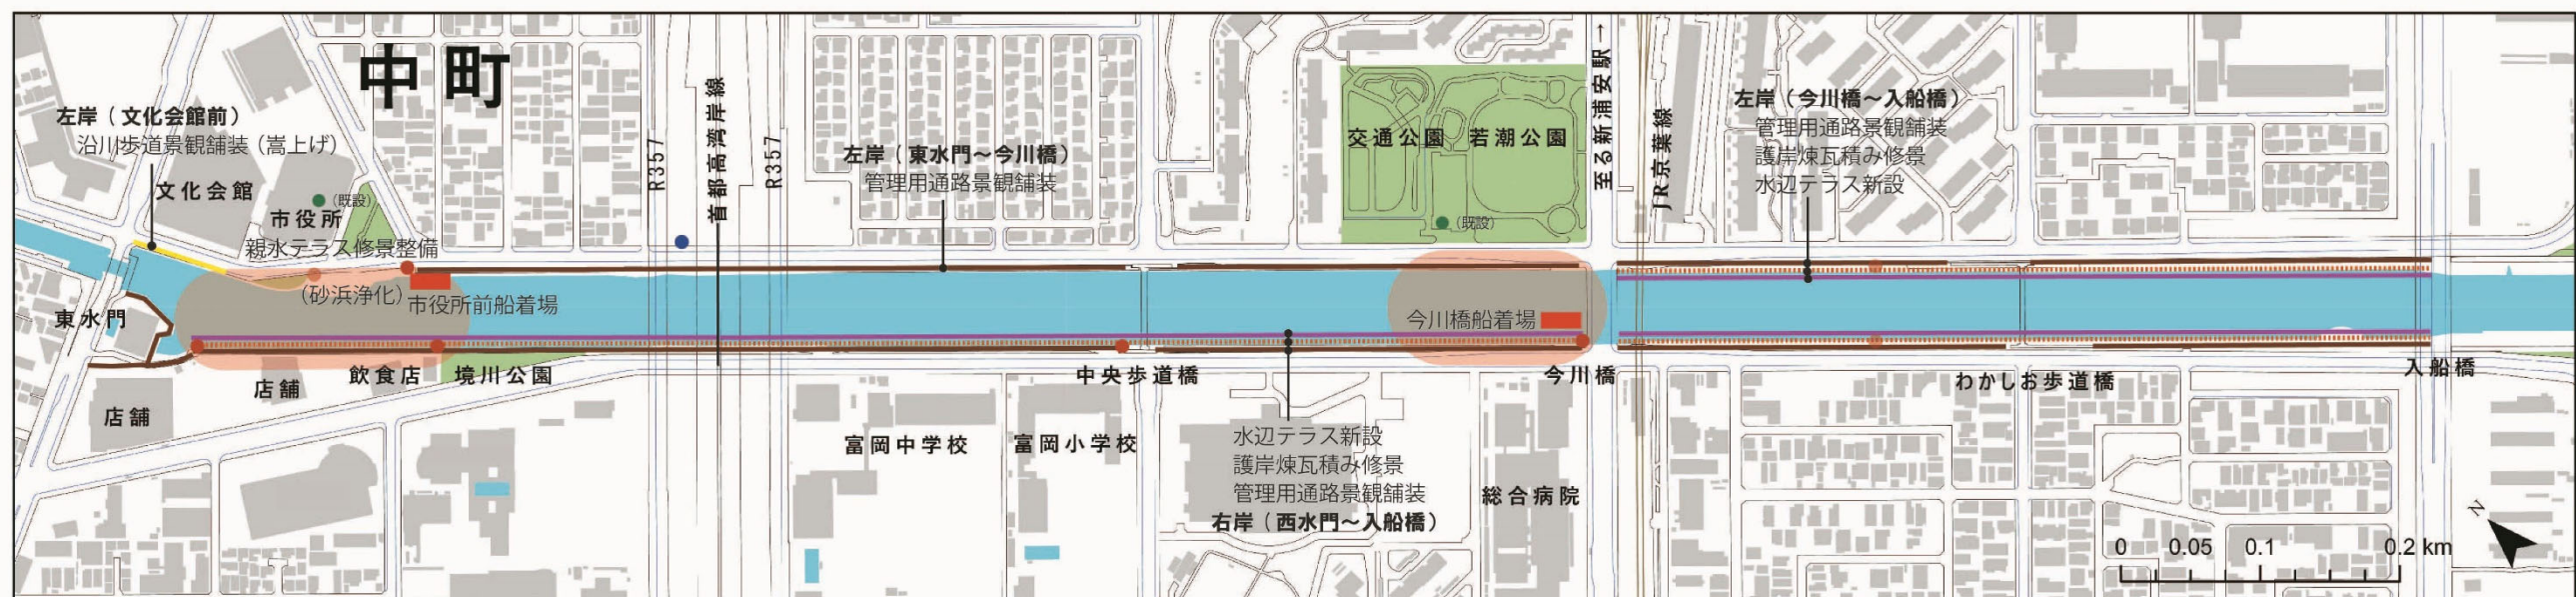 中町
左岸（文化会館前）
沿川歩道景観舗装（嵩上げ）
文化会館
（既設）
市役所
親水テラス修景整備
（砂浜浄化）
市役所前船着場
東水門
店舗
店舗
飲食店
境川公園
R357
首都高湾岸線
R357
左岸（東水門～今川橋）
管理用通路景観舗装
富岡中学校
富岡小学校
中央歩道橋
交通公園
若潮公園
（既設）
今川橋船着場
水辺テラス新設
護岸煉瓦積み修景
管理用通路景観舗装
右岸（西水門～入船橋）
総合病院
今川橋
至る新浦安駅→
JR京葉線
左岸（今川橋～入船橋）
管理用通路景観舗装
護岸煉瓦積み修景
水辺テラス新設
わかしお歩道橋
入船橋
N
0 0.05 0.1 0.2 km